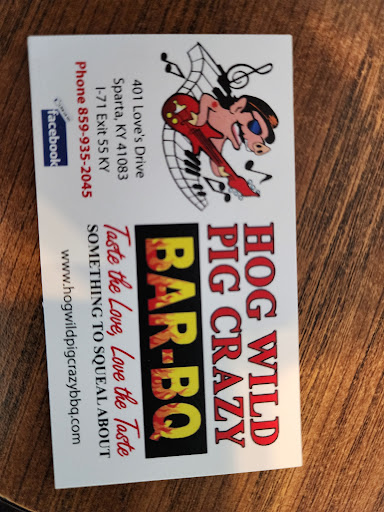 HOG WILD
PIG CRAZY
BAR-BQ
Taste the Love, Love the Taste
SOMETHING TO SQUEAL ABOUT
www.hogwildpigcrazybbq.com
401 Love's Drive
Sparta, KY 41083
I-71 Exit 55 KY
Phone 859-935-2045
facebook